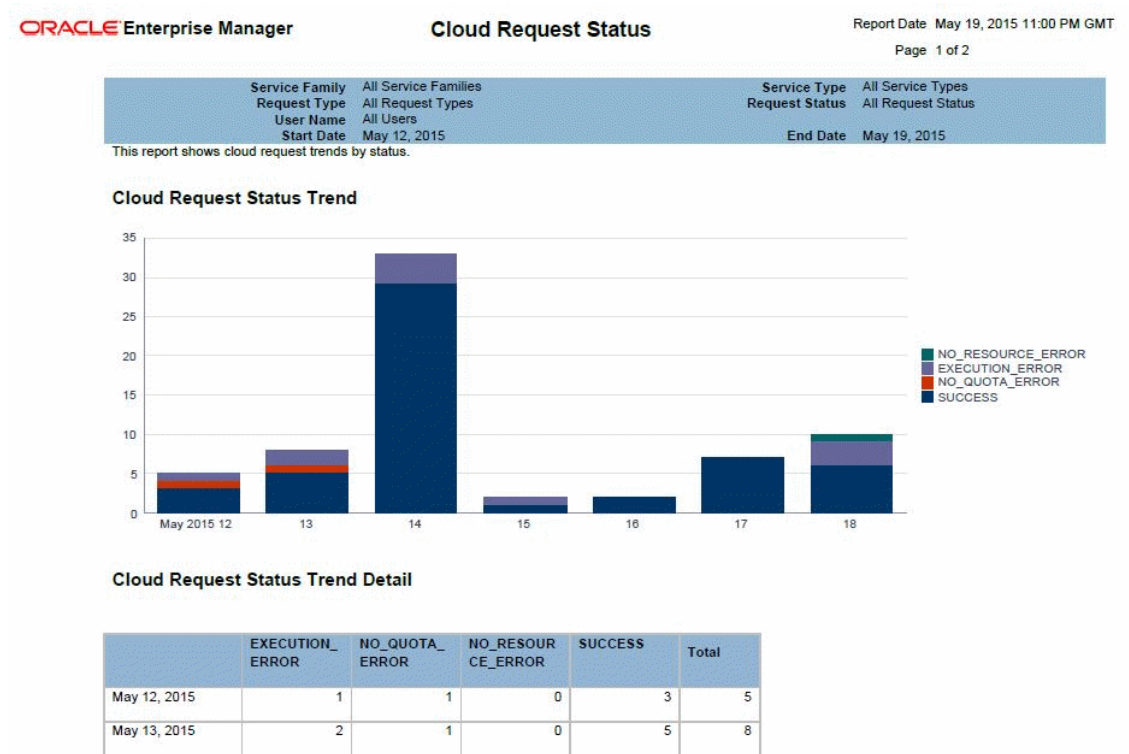 ORACLE Enterprise Manager
Cloud Request Status
Report Date May 19, 2015 11:00 PM GMT
Page 1 of 2
Service Family All Service Families
Service Type All Service Types
Request Type All Request Types
Request Status All Request Status
User Name All Users
Start Date May 12, 2015
End Date May 19, 2015
This report shows cloud request trends by status.
Cloud Request Status Trend
35
30
25
20
15
10
5
0
May 2015 12 13 14 15 16 17 18
NO_RESOURCE_ERROR
EXECUTION_ERROR
NO_QUOTA_ERROR
SUCCESS
Cloud Request Status Trend Detail
EXECUTION_ NO_QUOTA_ NO_RESOUR SUCCESS Total
ERROR ERROR CE_ERROR
May 12, 2015 1 1 0 3 5
May 13, 2015 2 1 0 5 8